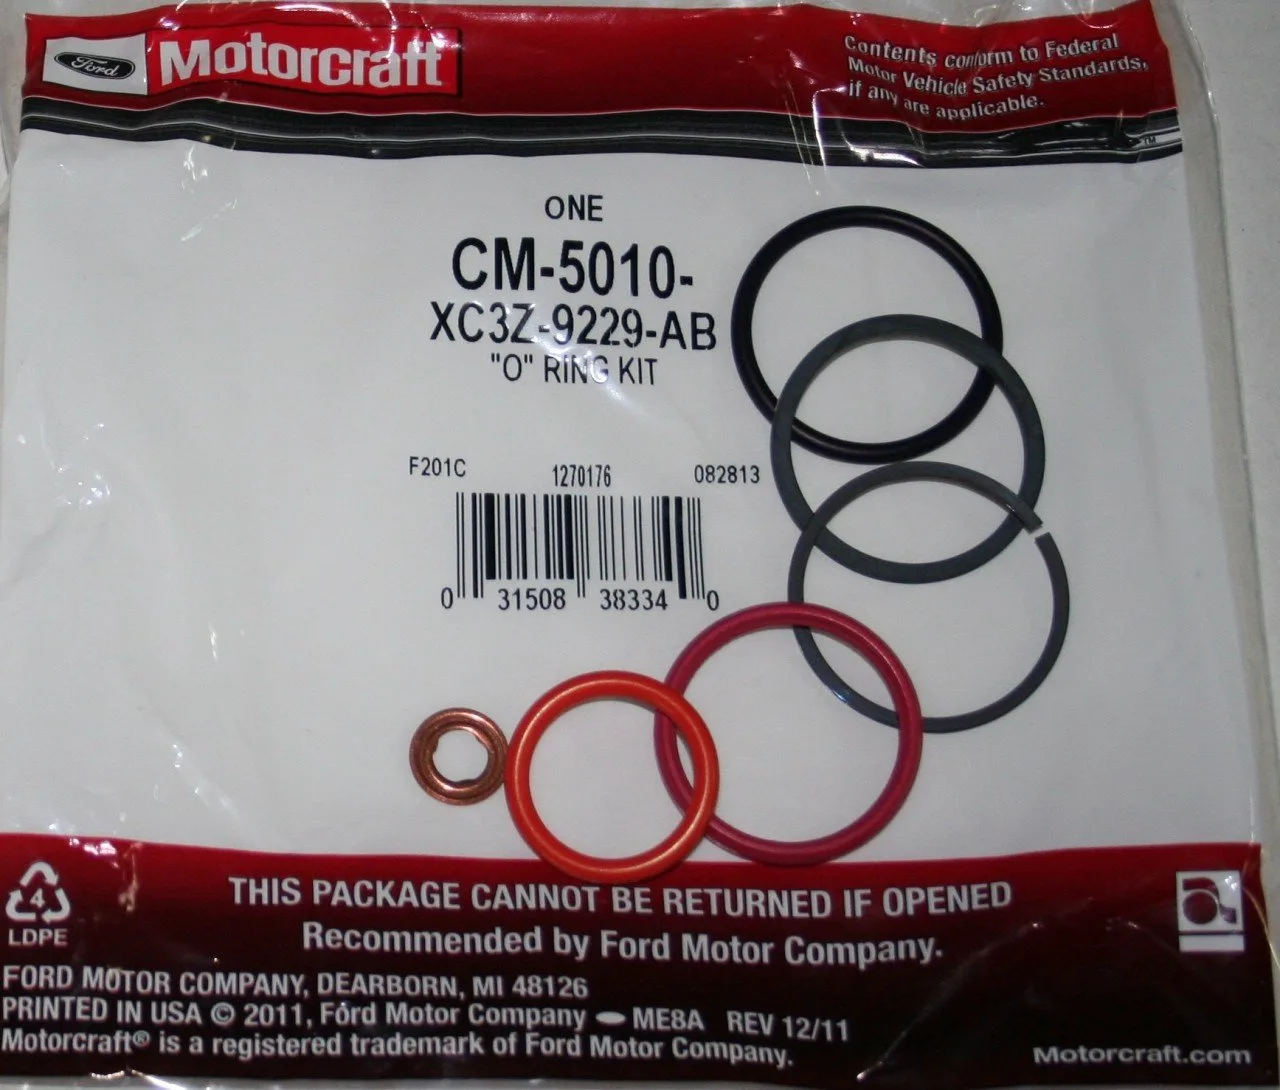 Ford Motorcraft
Contents conform to Federal
Motor Vehicle Safety Standards,
if any are applicable.
TM
ONE
CM-5010-
XC3Z-9229-AB
"O" RING KIT
F201C 1270176 082813
0 31508 38334 0
4
LDPE
THIS PACKAGE CANNOT BE RETURNED IF OPENED
Recommended by Ford Motor Company.
FORD MOTOR COMPANY, DEARBORN, MI 48126
PRINTED IN USA © 2011, Ford Motor Company ME8A REV 12/11
Motorcraft® is a registered trademark of Ford Motor Company.
Motorcraft.com